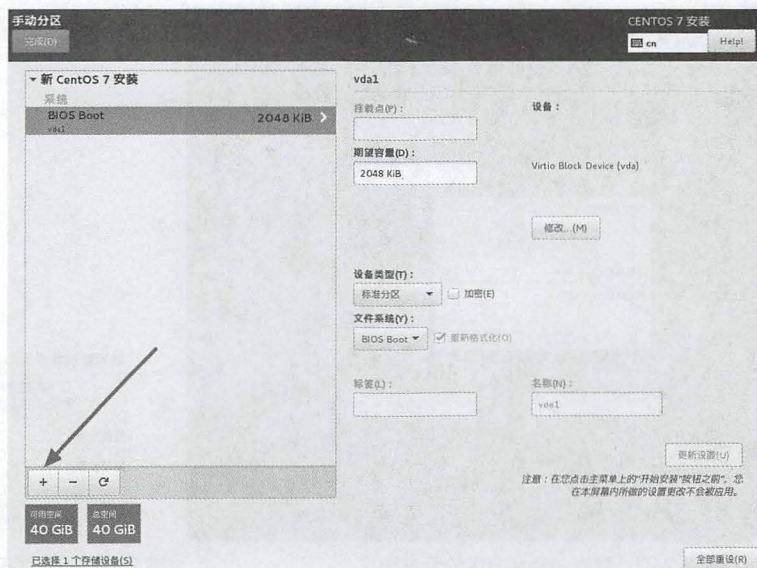 手动分区
CENTOS 7 安装
完成(D)
cn
Help!
新 CentOS 7 安装
系统
BIOS Boot
2048 KiB
vda1
vda1
挂载点(P)：
设备：
期望容量(D)：
2048 KiB
Virtio Block Device (vda)
修改...(M)
设备类型(T)：
标准分区
加密(E)
文件系统(Y)：
BIOS Boot
重新格式化(O)
标签(L)：
名称(N)：
vda1
更新设置(U)
注意：在您点击主菜单上的"开始安装"按钮之前，您
在本屏幕内所做的设置更改不会被应用。
+ − C
可用空间
40 GiB
总空间
40 GiB
已选择 1 个存储设备(S)
全部重设(R)